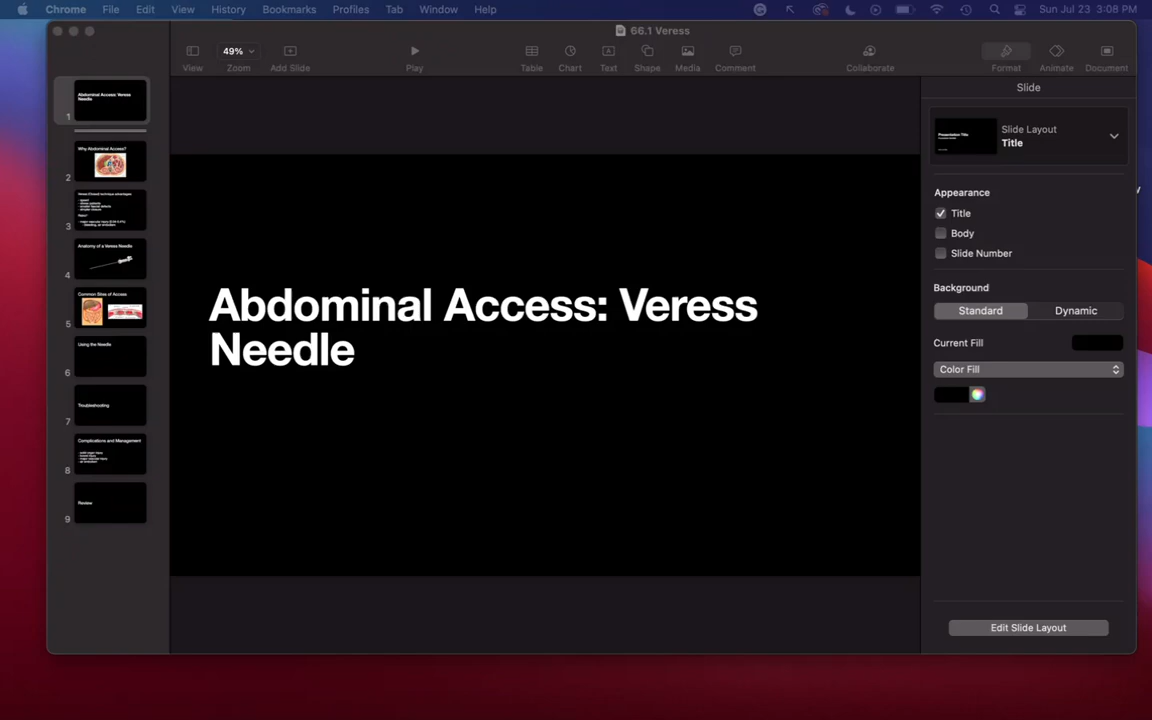 Chrome File Edit View History Bookmarks Profiles Tab Window Help Sun Jul 23 3:08 PM
66.1 Veress
49%
View Zoom Add Slide Play Table Chart Text Shape Media Comment Collaborate Format Animate Document
1
Abdominal Access: Veress
Needle
2
Why Abdominal Access?
3
4
Anatomy of a Veress Needle
5
Common Sites of Access
6
Using the Needle
7
Troubleshooting
8
Complications and Management
9
Review
Abdominal Access: Veress
Needle
Slide
Presentation Title
Slide Layout
Title
Appearance
Title
Body
Slide Number
Background
Standard Dynamic
Current Fill
Color Fill
Edit Slide Layout